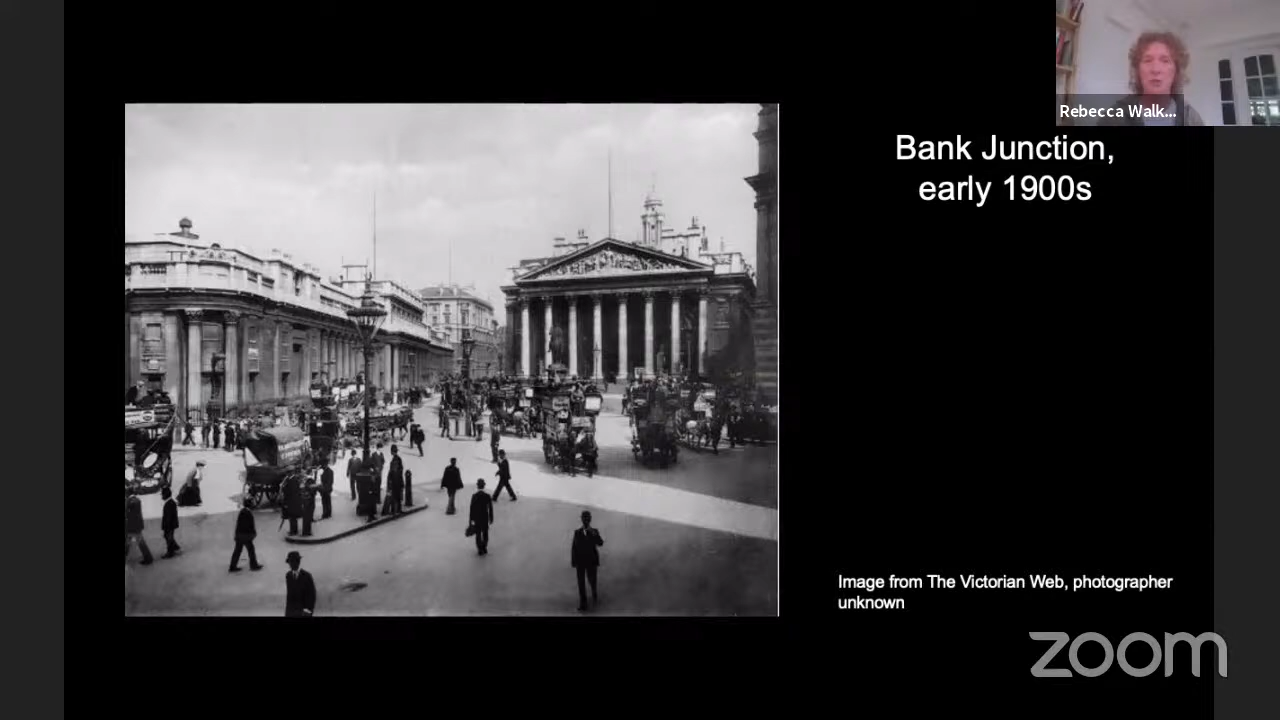 Rebecca Walk...
Bank Junction,
early 1900s
Image from The Victorian Web, photographer
unknown
zoom